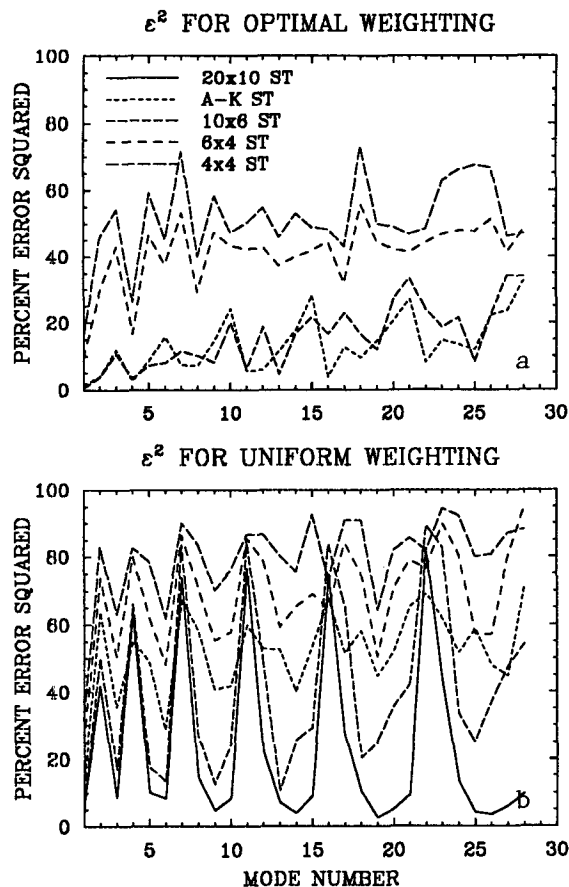 ε² FOR OPTIMAL WEIGHTING
100
80
60
40
20
0
PERCENT ERROR SQUARED
20x10 ST
A-K ST
10x6 ST
6x4 ST
4x4 ST
a
0 5 10 15 20 25 30
ε² FOR UNIFORM WEIGHTING
100
80
60
40
20
0
PERCENT ERROR SQUARED
b
0 5 10 15 20 25 30
MODE NUMBER